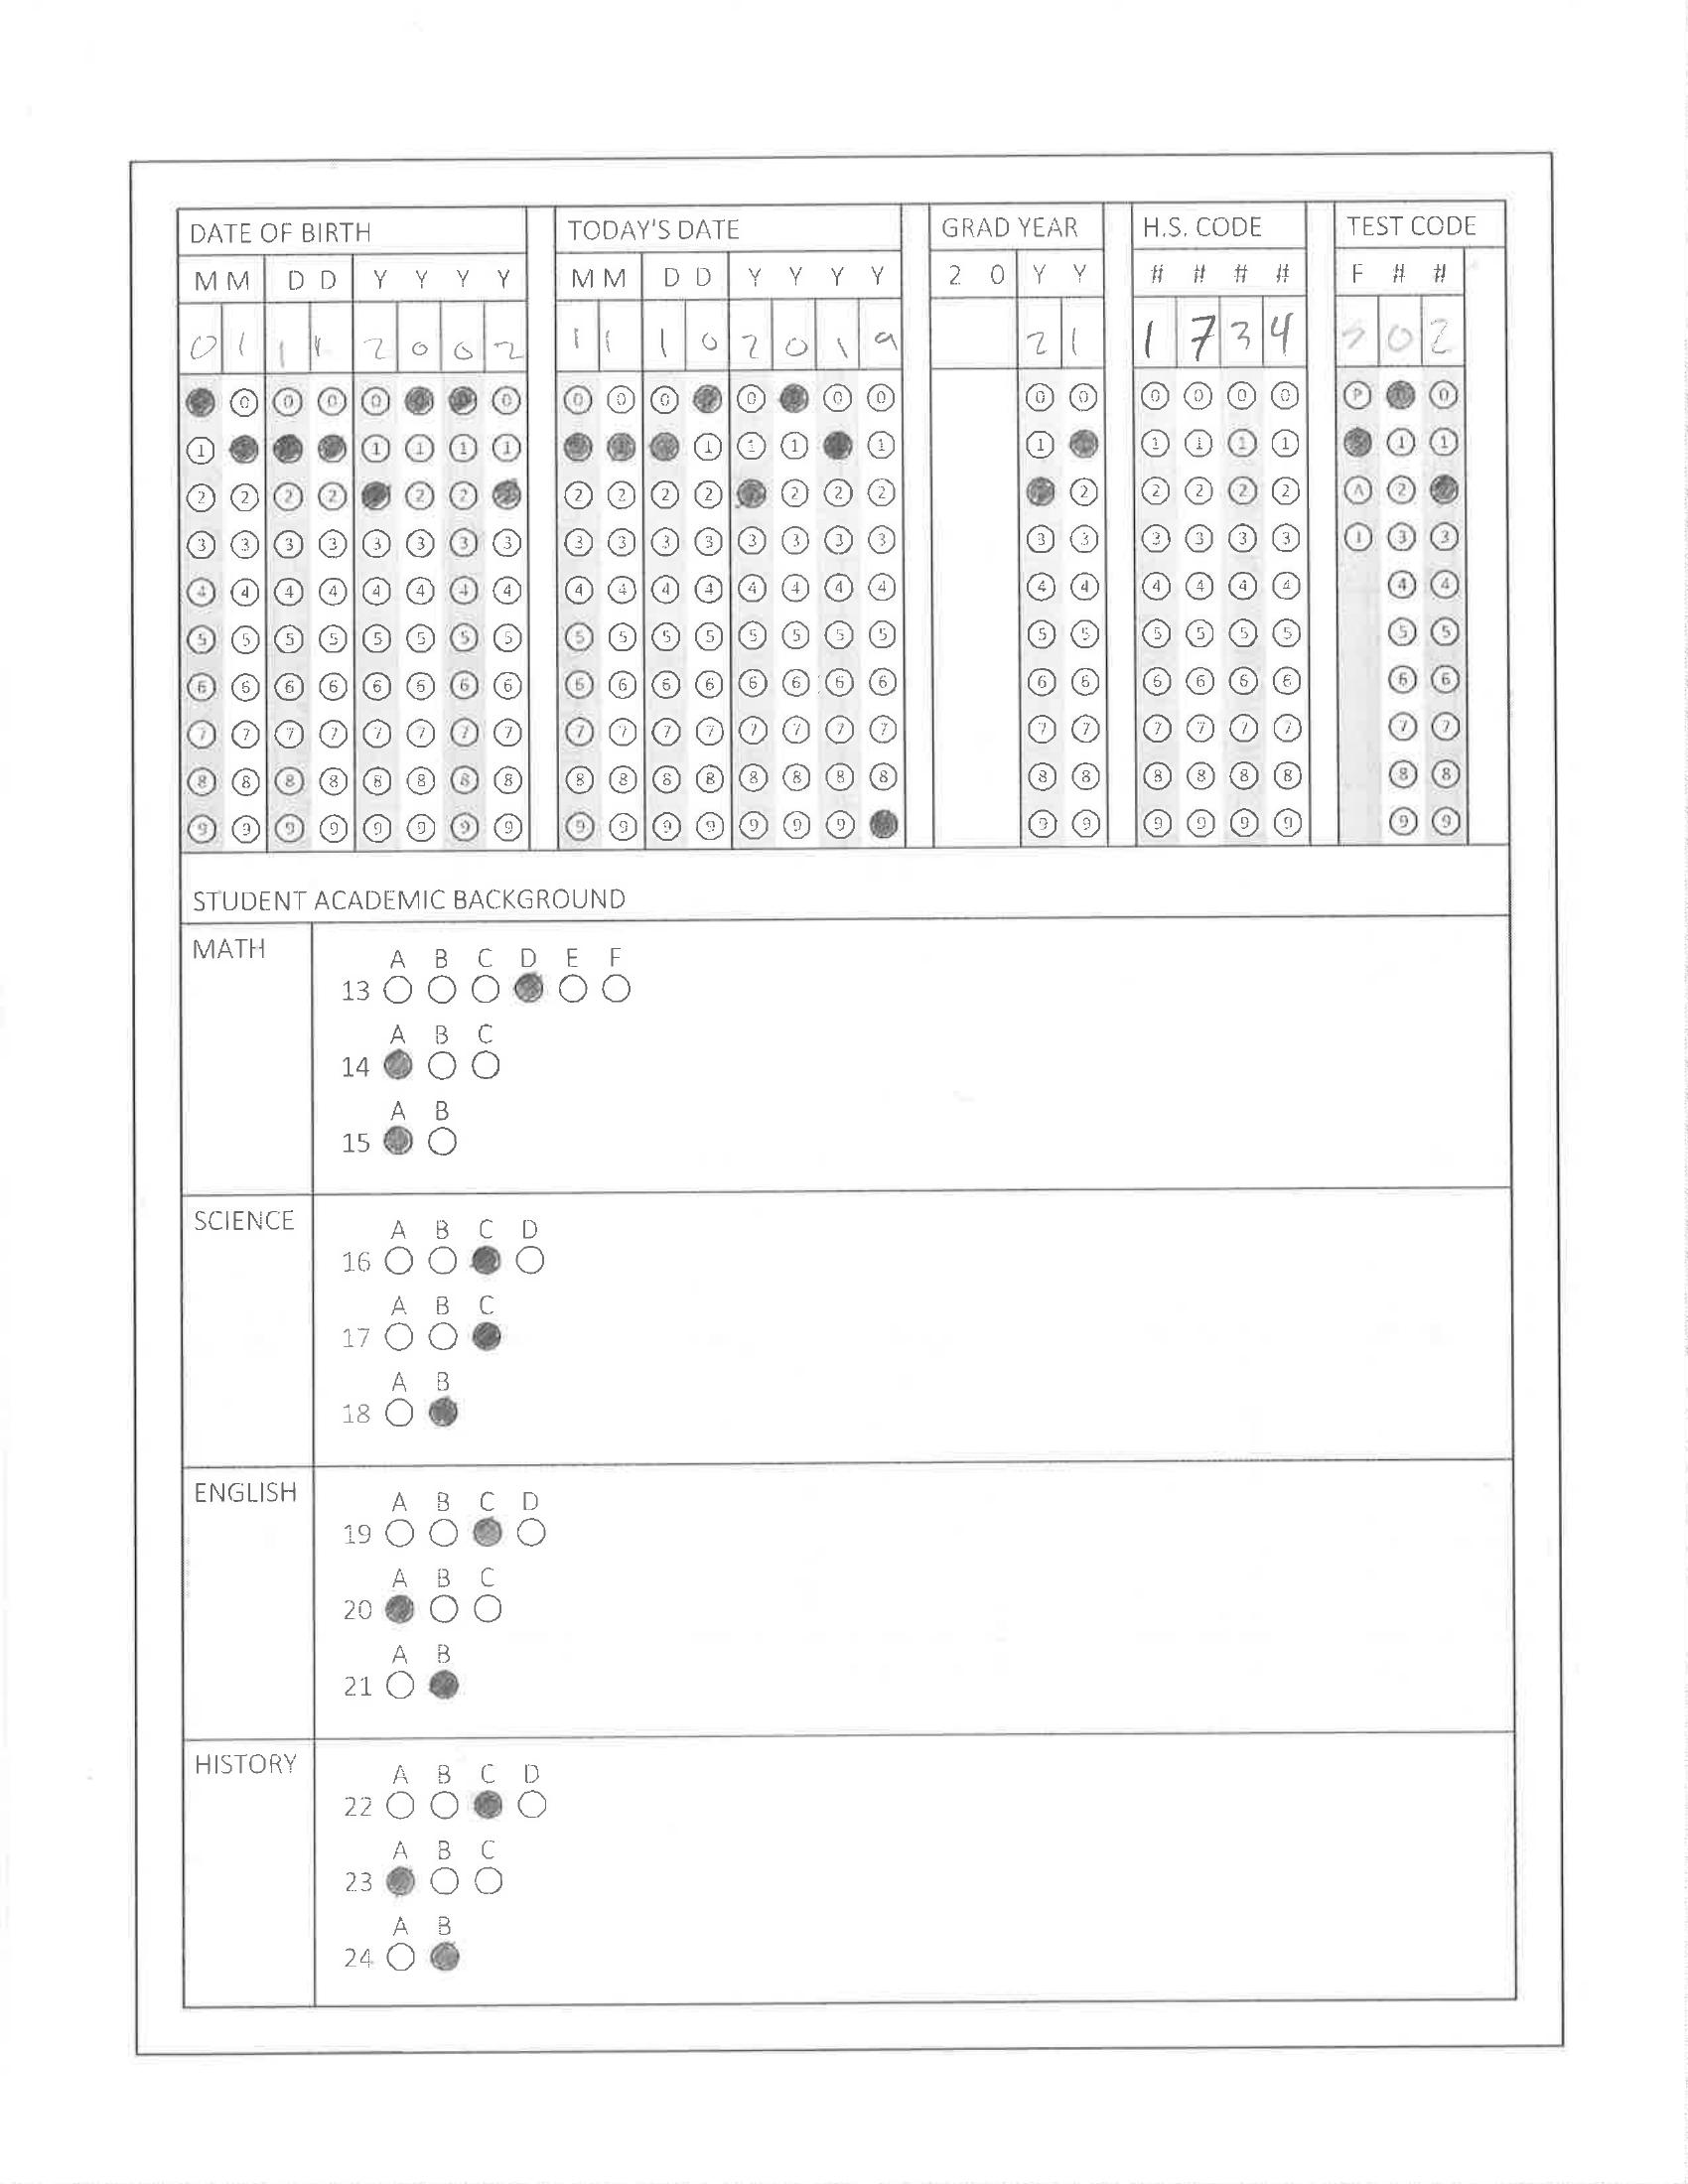 DATE OF BIRTH TODAY'S DATE GRAD YEAR H.S. CODE TEST CODE
M M D D Y Y Y Y M M D D Y Y Y Y 2 0 Y Y # # # # F # #
0 1 1 1 2 0 0 2 1 1 1 0 2 0 1 9 2 1 1 7 3 4 0 2
0 0 0 0 0 0 0 0 0 0 0 0 0 0 0 0 P 0
1 1 1 1 1 1 1 1 1 1 1 1 1 1 1 1
2 2 2 2 2 2 2 2 2 2 2 2 2 2 2 2 2 2 A 2
3 3 3 3 3 3 3 3 3 3 3 3 3 3 3 3 3 3 3 3 3 3 I 3 3
4 4 4 4 4 4 4 4 4 4 4 4 4 4 4 4 4 4 4 4 4 4 4 4
5 5 5 5 5 5 5 5 5 5 5 5 5 5 5 5 5 5 5 5 5 5 5 5
6 6 6 6 6 6 6 6 6 6 6 6 6 6 6 6 6 6 6 6 6 6 6 6
7 7 7 7 7 7 7 7 7 7 7 7 7 7 7 7 7 7 7 7 7 7 7 7
8 8 8 8 8 8 8 8 8 8 8 8 8 8 8 8 8 8 8 8 8 8 8 8
9 9 9 9 9 9 9 9 9 9 9 9 9 9 9 9 9 9 9 9 9 9 9
STUDENT ACADEMIC BACKGROUND
MATH
A B C D E F
13
A B C
14
A B
15
SCIENCE
A B C D
16
A B C
17
A B
18
ENGLISH
A B C D
19
A B C
20
A B
21
HISTORY
A B C D
22
A B C
23
A B
24